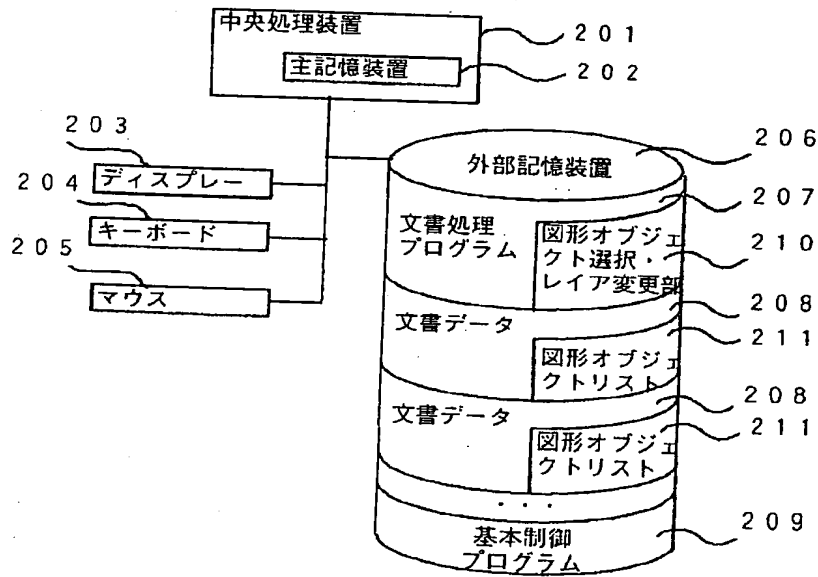 中央処理装置
201
主記憶装置
202
203
ディスプレー
204
キーボード
205
マウス
206
外部記憶装置
207
文書処理
プログラム
図形オブジェ
クト選択・
レイア変更部
210
208
文書データ
211
図形オブジェ
クトリスト
208
文書データ
211
図形オブジェ
クトリスト
・・・
209
基本制御
プログラム